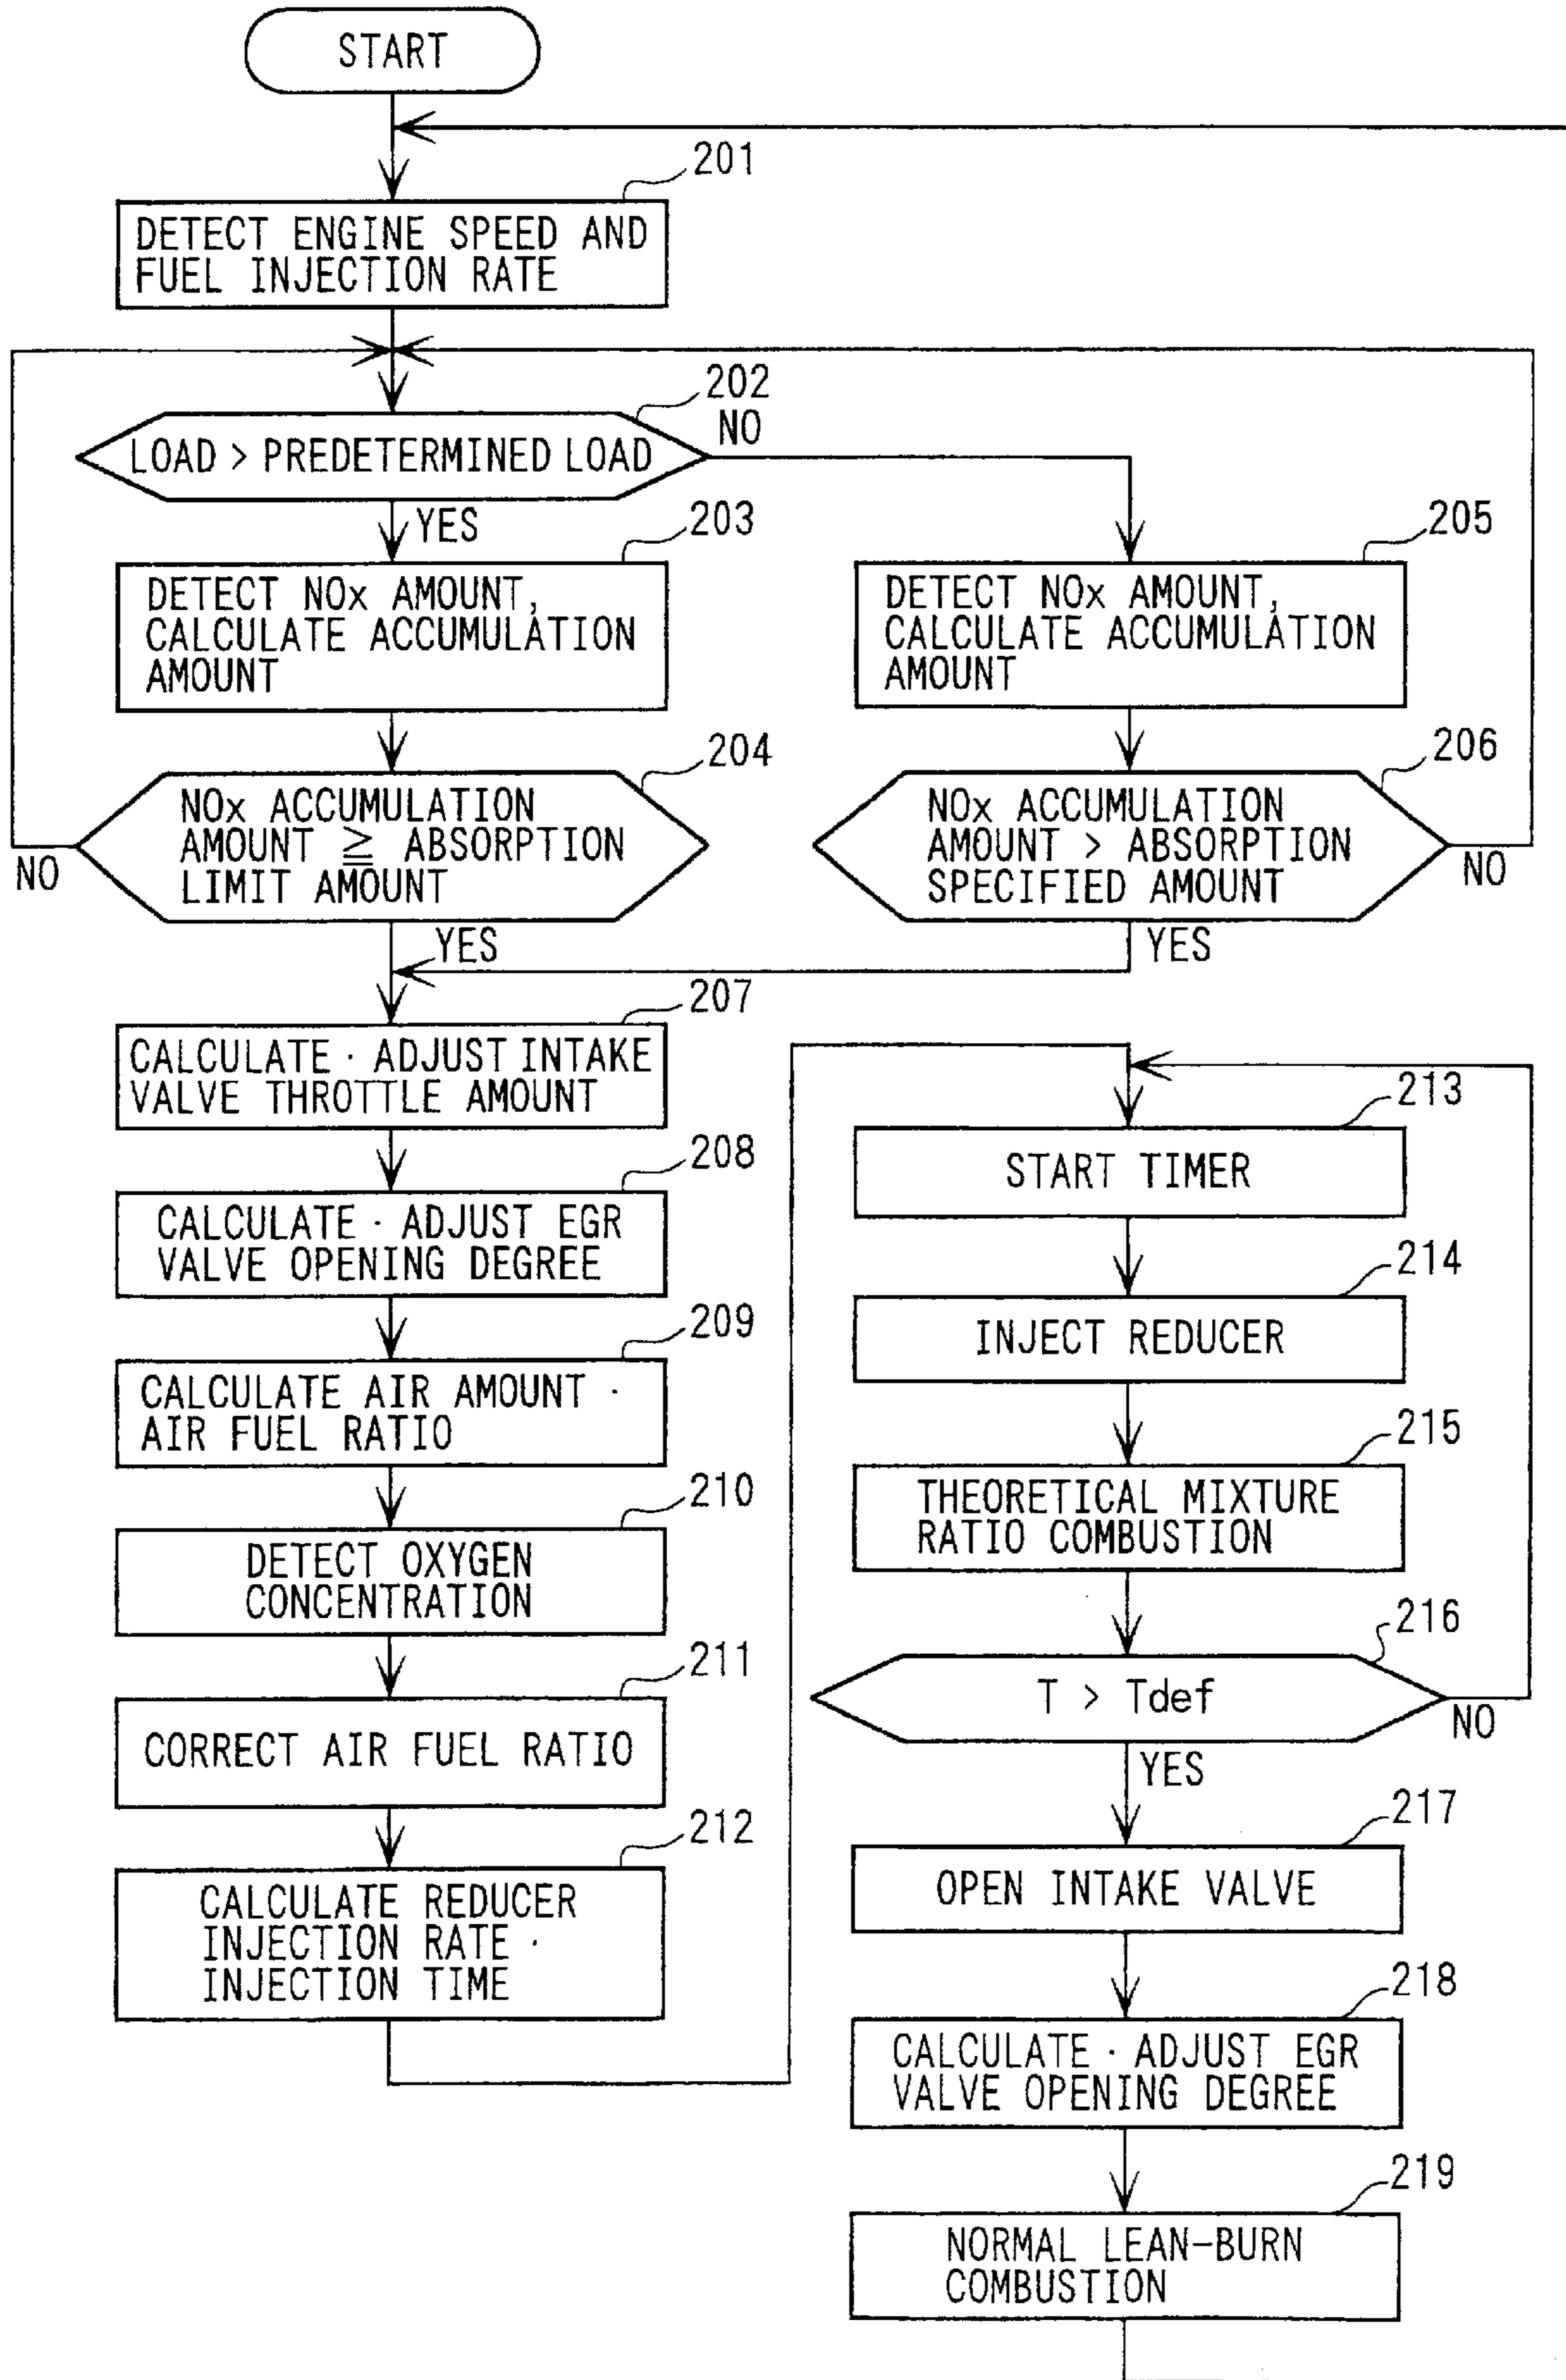 START
201
DETECT ENGINE SPEED AND
FUEL INJECTION RATE
202
LOAD > PREDETERMINED LOAD
NO
YES
203
DETECT NOx AMOUNT,
CALCULATE ACCUMULATION
AMOUNT
205
DETECT NOx AMOUNT,
CALCULATE ACCUMULATION
AMOUNT
204
NOx ACCUMULATION
AMOUNT ≧ ABSORPTION
LIMIT AMOUNT
NO
YES
206
NOx ACCUMULATION
AMOUNT > ABSORPTION
SPECIFIED AMOUNT
NO
YES
207
CALCULATE · ADJUST INTAKE
VALVE THROTTLE AMOUNT
208
CALCULATE · ADJUST EGR
VALVE OPENING DEGREE
209
CALCULATE AIR AMOUNT ·
AIR FUEL RATIO
210
DETECT OXYGEN
CONCENTRATION
211
CORRECT AIR FUEL RATIO
212
CALCULATE REDUCER
INJECTION RATE ·
INJECTION TIME
213
START TIMER
214
INJECT REDUCER
215
THEORETICAL MIXTURE
RATIO COMBUSTION
216
T > Tdef
NO
YES
217
OPEN INTAKE VALVE
218
CALCULATE · ADJUST EGR
VALVE OPENING DEGREE
219
NORMAL LEAN-BURN
COMBUSTION